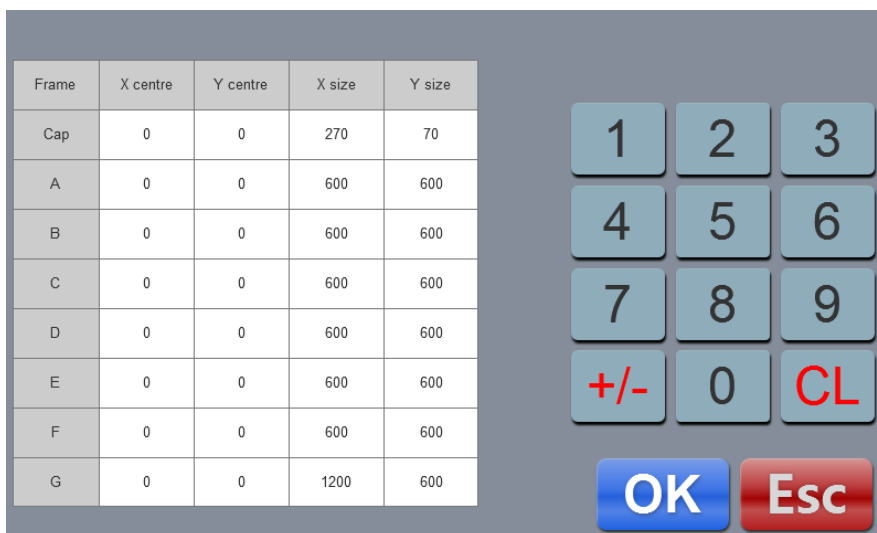 Frame X centre Y centre X size Y size
Cap 0 0 270 70
A 0 0 600 600
B 0 0 600 600
C 0 0 600 600
D 0 0 600 600
E 0 0 600 600
F 0 0 600 600
G 0 0 1200 600
1 2 3
4 5 6
7 8 9
+/- 0 CL
OK Esc